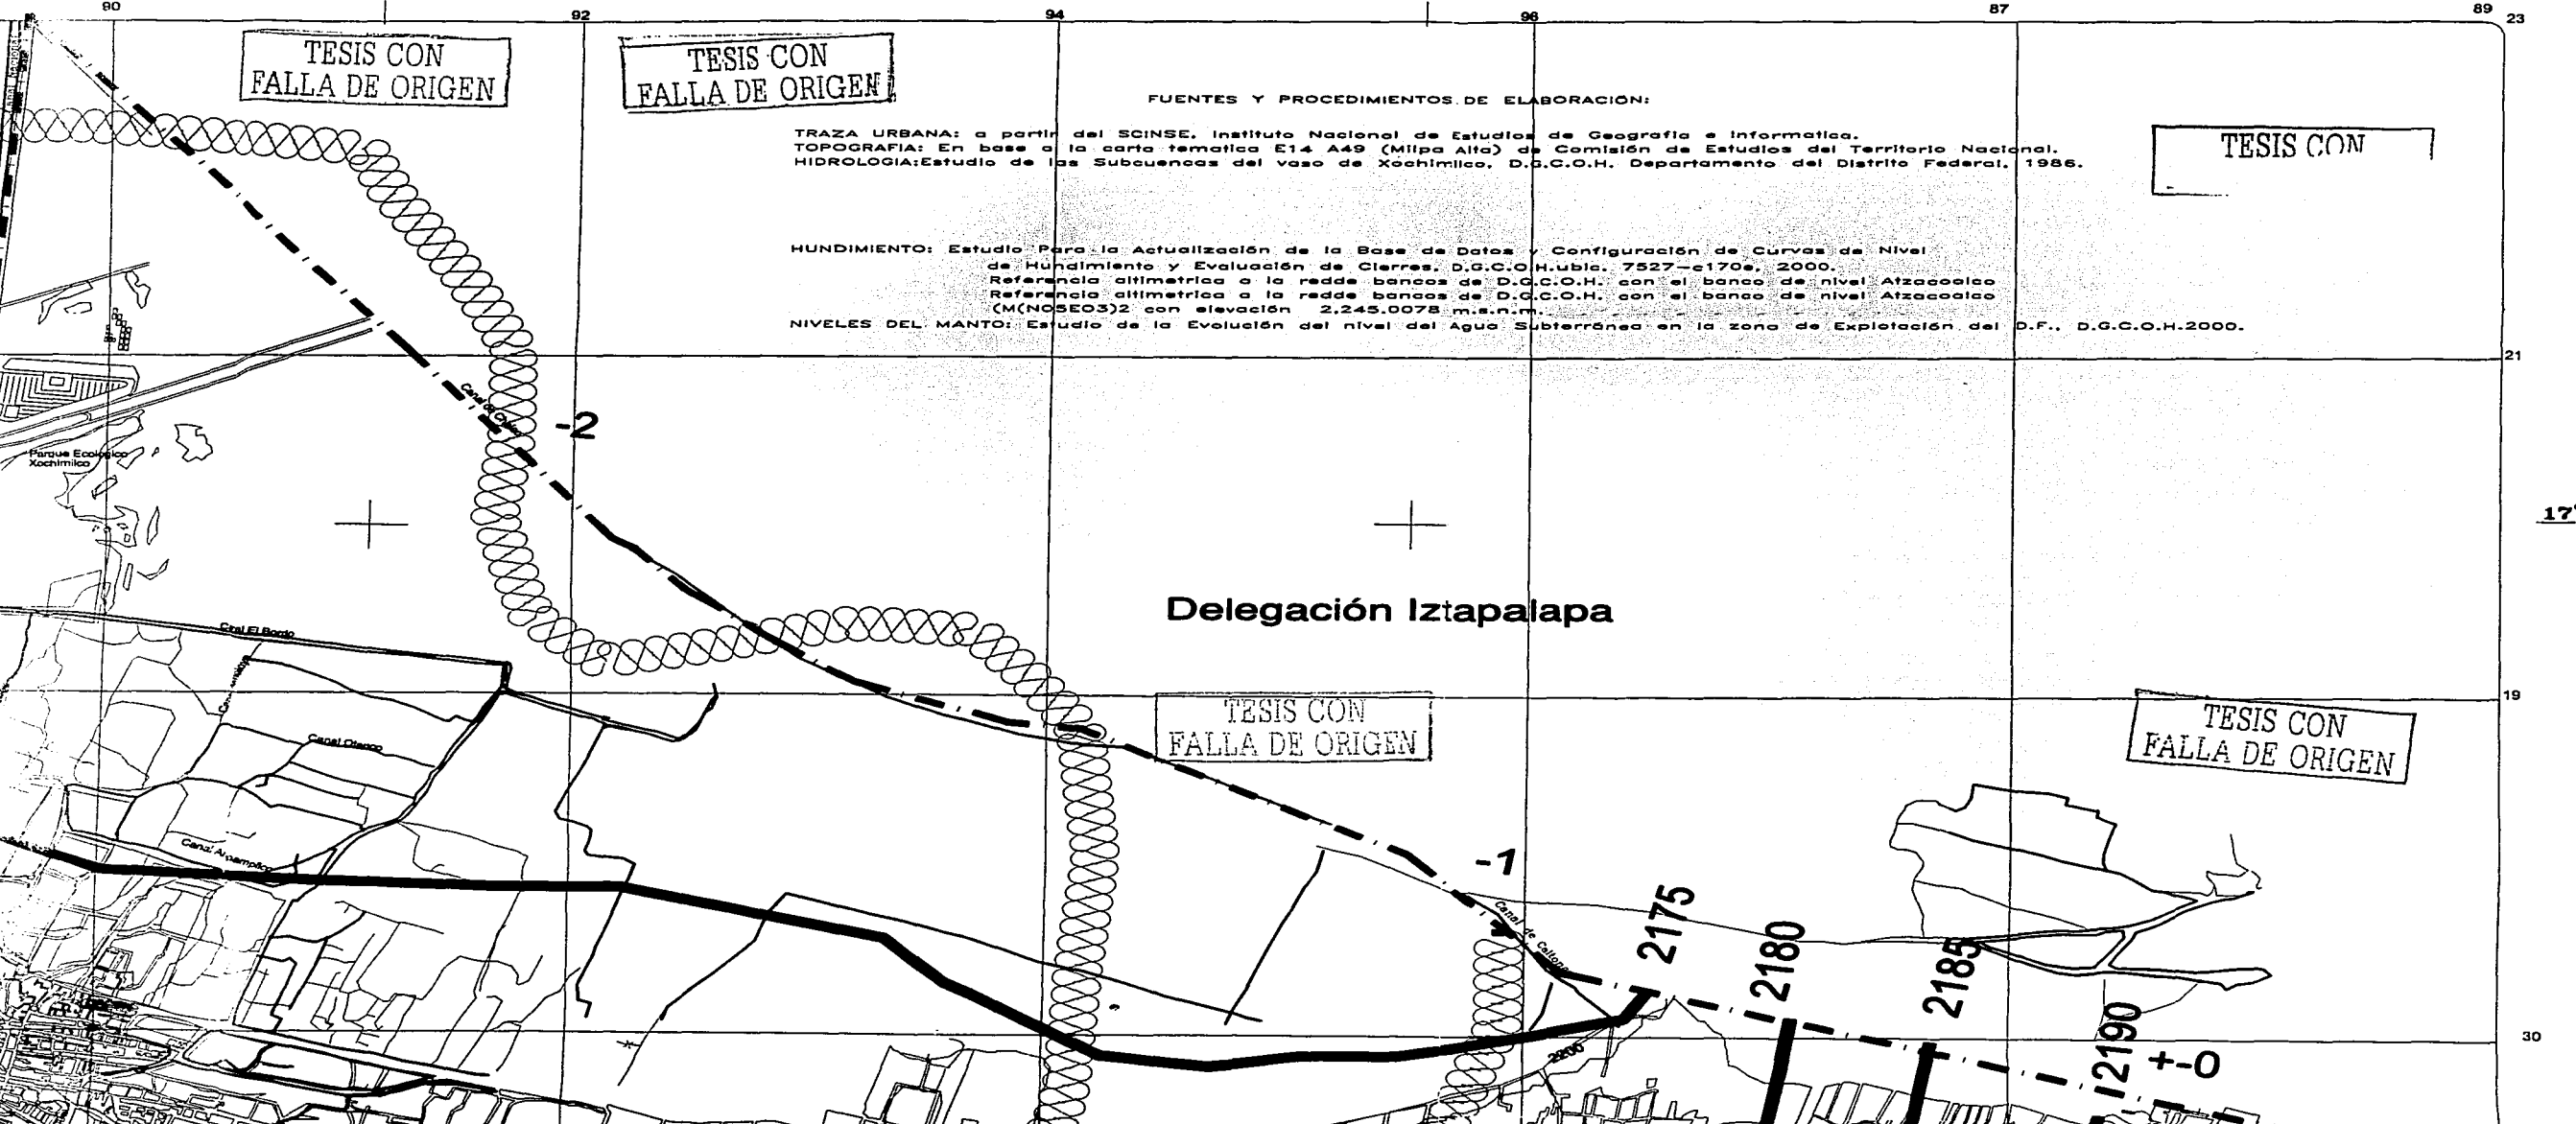 90
92
94
96
87
89
23
TESIS CON
FALLA DE ORIGEN
TESIS CON
FALLA DE ORIGEN
FUENTES Y PROCEDIMIENTOS DE ELABORACIÓN:
TRAZA URBANA: a partir del SCINSE. Instituto Nacional de Estudios de Geografia e Informatica.
TOPOGRAFIA: En base a la carta tematica E14 A49 (Milpa Alta) de Comisión de Estudios del Territorio Nacional.
HIDROLOGIA:Estudio de las Subcuencas del vaso de Xochimilco, D.G.C.O.H. Departamento del Distrito Federal. 1986.
TESIS CON
HUNDIMIENTO: Estudio Para la Actualización de la Base de Datos y Configuración de Curvas de Nivel
de Hundimiento y Evaluación de Cierres. D.G.C.O.H.ubic. 7527-c170e. 2000.
Referencia altimetrica a la redde bancos de D.G.C.O.H. con el banco de nivel Atzacoalco
Referencia altimetrica a la redde bancos de D.G.C.O.H. con el banco de nivel Atzacoalco
(M(N05E03)2 con elevación 2,245.0078 m.s.n.m.
NIVELES DEL MANTO: Estudio de la Evolución del nivel del Agua Subterránea en la zona de Explotación del D.F., D.G.C.O.H.2000.
21
Canal de Chalco
-2
Parque Ecologico
Xochimilco
17°
Delegación Iztapalapa
Cnal El Bordo
19
TESIS CON
FALLA DE ORIGEN
TESIS CON
FALLA DE ORIGEN
Canal Otenco
Canal Apampilco
-1
Canal de Caltongo
2175
2180
2185
2190
2200
+-0
30